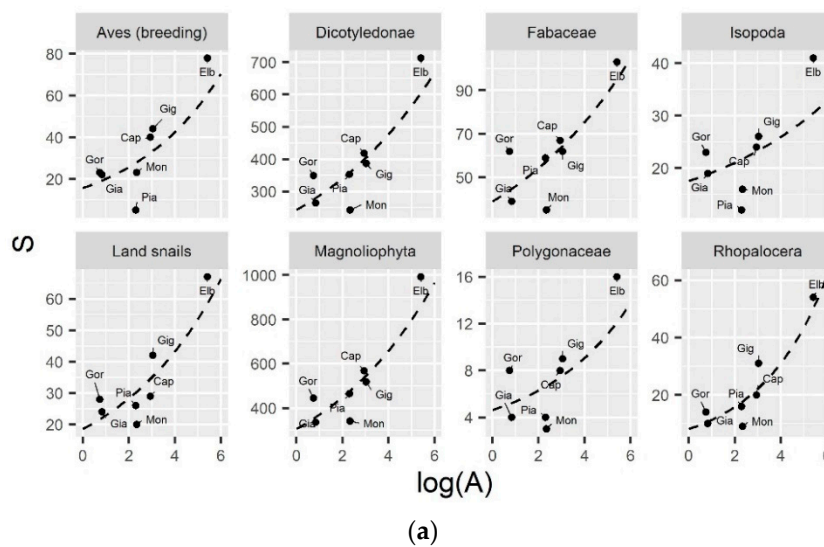 Aves (breeding) Dicotyledonae Fabaceae Isopoda
80 Elb Gig Cap 60 40 20 Gor Gia Mon Pia
700 Elb 600 500 400 300 Cap Gor Pia Gig Gia Mon
90 70 50 Elb Cap Gor Pia Gig Gia Mon
40 30 20 Elb Gig Gor Cap Gia Mon Pia
S
Land snails Magnoliophyta Polygonaceae Rhopalocera
60 50 40 30 20 Elb Gig Gor Pia Cap Gia Mon
1000 800 600 400 Elb Cap Gor Pia Gig Gia Mon
16 12 8 4 Elb Gig Gor Cap Gia Pia Mon
60 40 20 Elb Gig Cap Gor Pia Gia Mon
0 2 4 6 0 2 4 6 0 2 4 6 0 2 4 6
log(A)
(a)